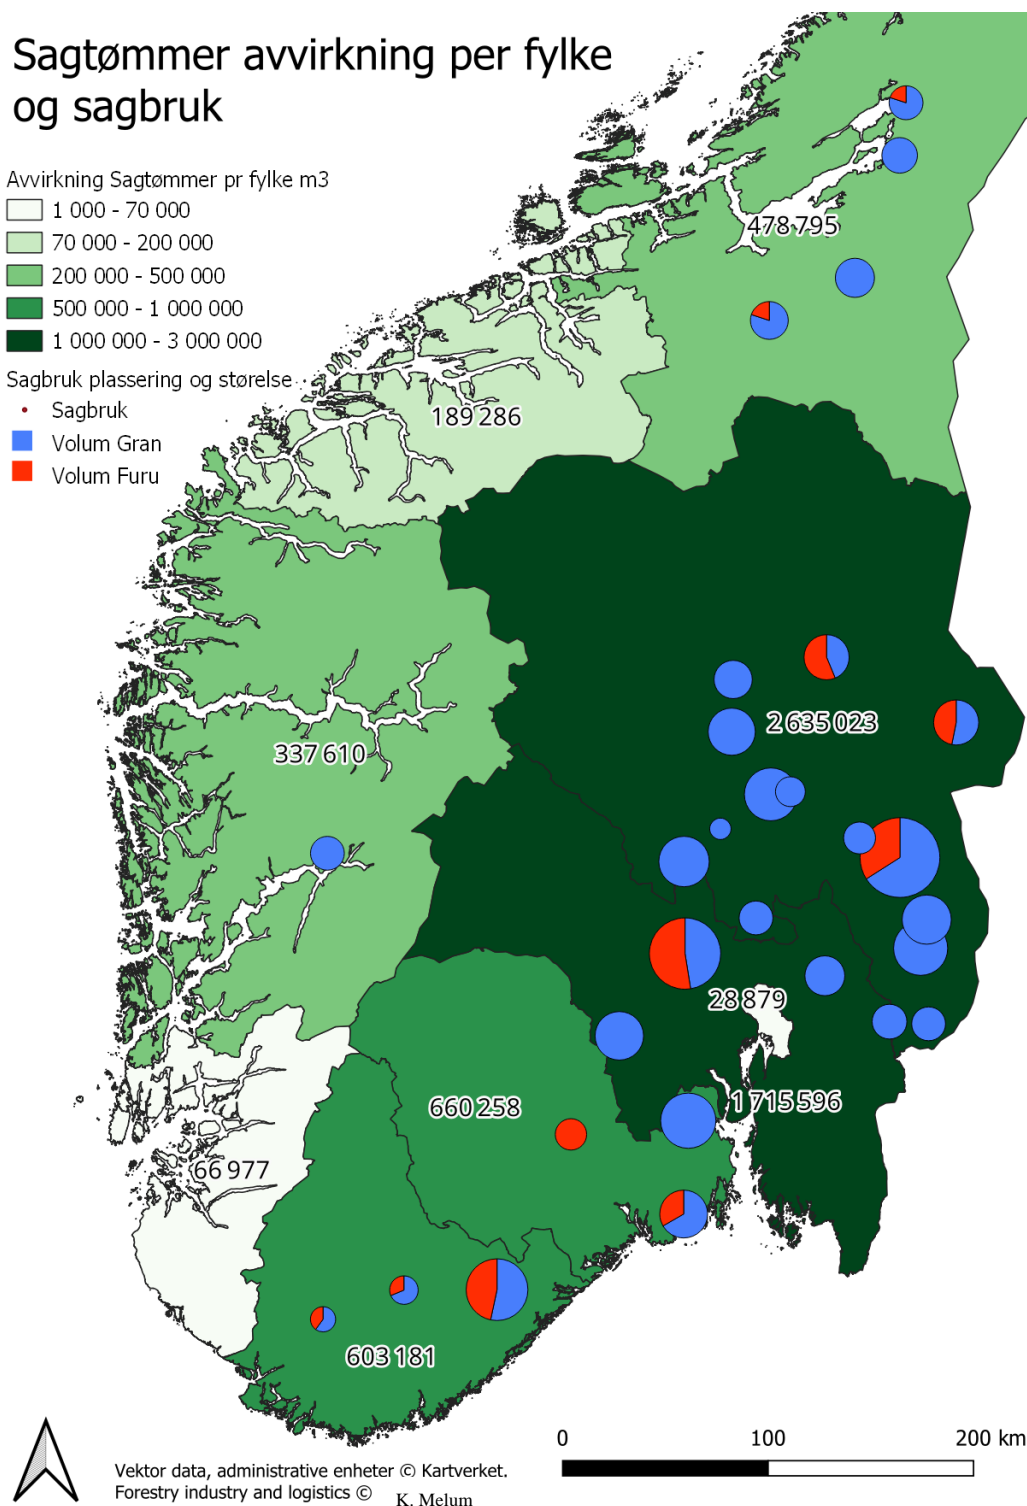 Sagtømmer avvirkning per fylke
og sagbruk
Avvirkning Sagtømmer pr fylke m3
1 000 - 70 000
70 000 - 200 000
200 000 - 500 000
500 000 - 1 000 000
1 000 000 - 3 000 000
Sagbruk plassering og størelse
Sagbruk
Volum Gran
Volum Furu
478 795
189 286
2 635 023
337 610
28 879
1 715 596
660 258
66 977
603 181
0 100 200 km
Vektor data, administrative enheter © Kartverket.
Forestry industry and logistics © K. Melum